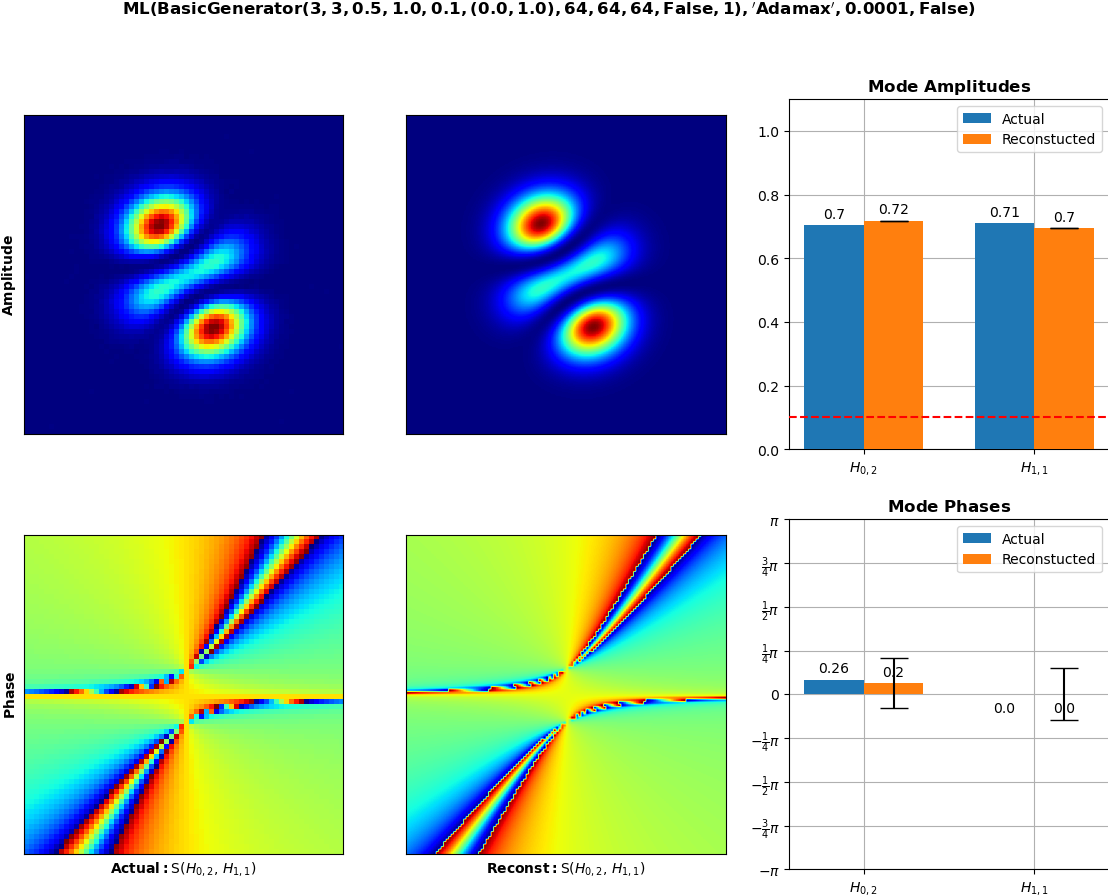 ML(BasicGenerator(3, 3, 0.5, 1.0, 0.1, (0.0, 1.0), 64, 64, 64, False, 1), 'Adamax', 0.0001, False)
Mode Amplitudes
Amplitude
1.0
0.8
0.6
0.4
0.2
0.0
Actual
Reconstucted
0.7
0.72
0.71
0.7
H0, 2
H1, 1
Mode Phases
Phase
π
3/4π
1/2π
1/4π
0
−1/4π
−1/2π
−3/4π
−π
Actual
Reconstucted
0.26
0.2
0.0
0.0
H0, 2
H1, 1
Actual: S(H0, 2, H1, 1)
Reconst: S(H0, 2, H1, 1)